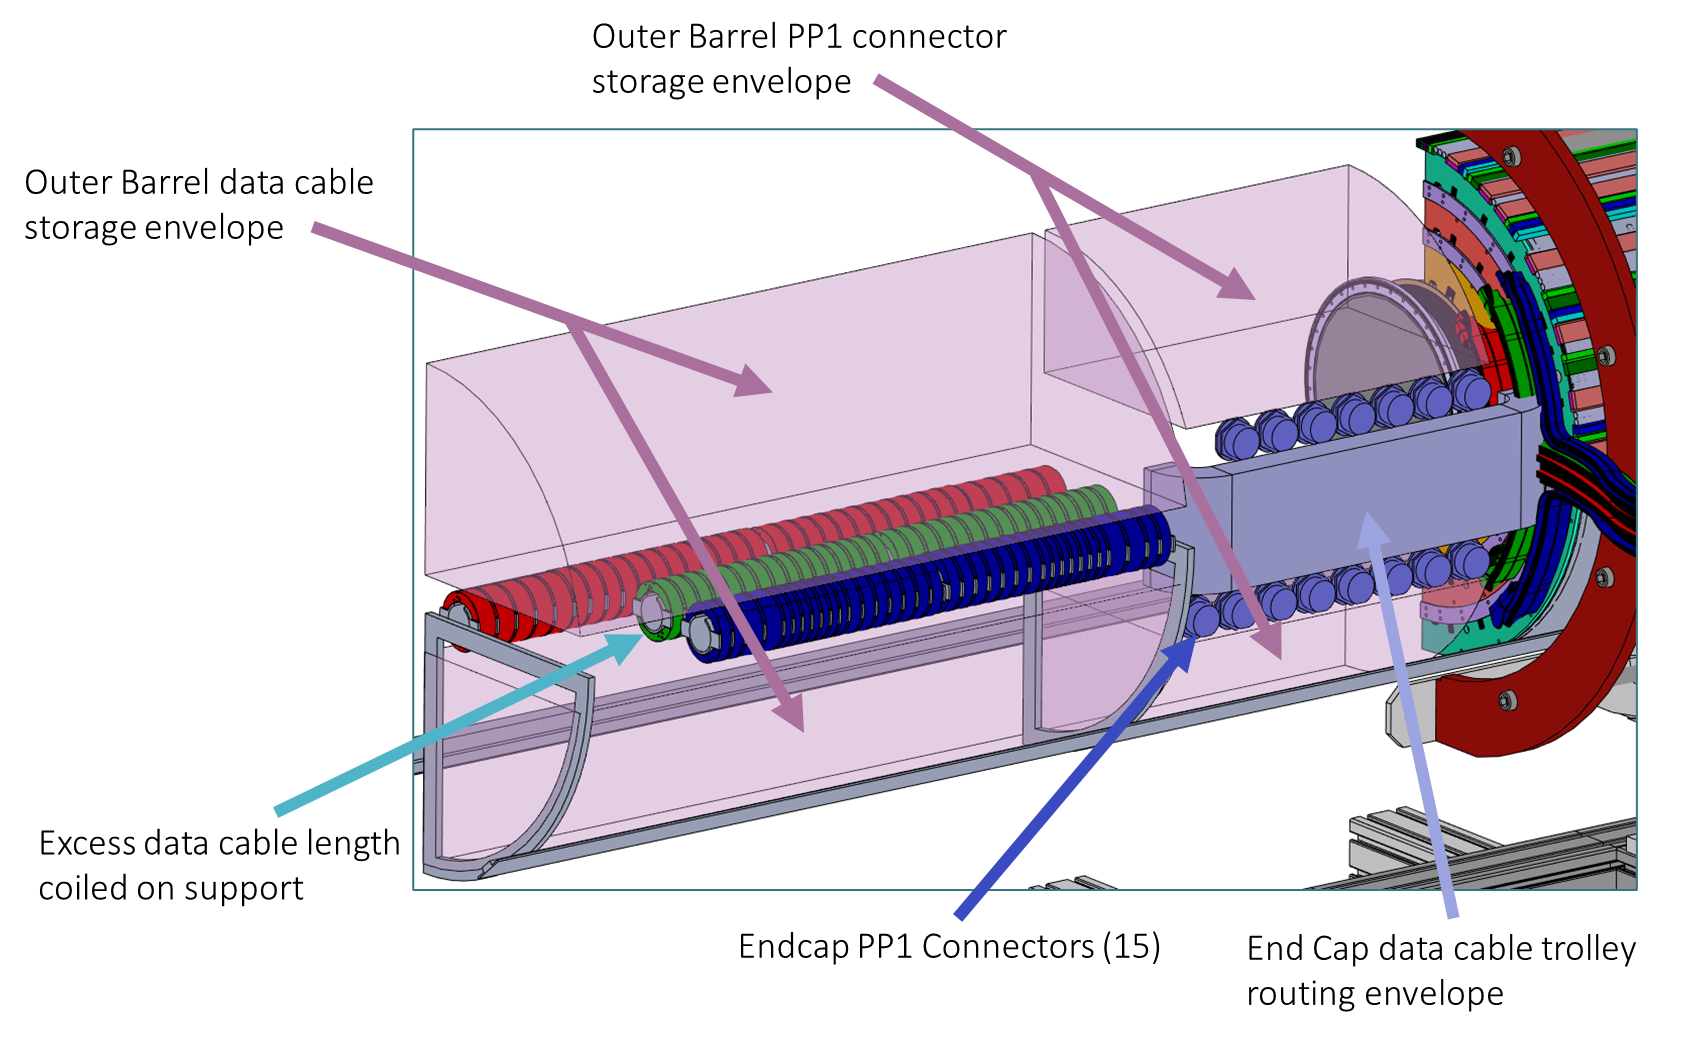 Outer Barrel PP1 connector
storage envelope
Outer Barrel data cable
storage envelope
Excess data cable length
coiled on support
Endcap PP1 Connectors (15)
End Cap data cable trolley
routing envelope